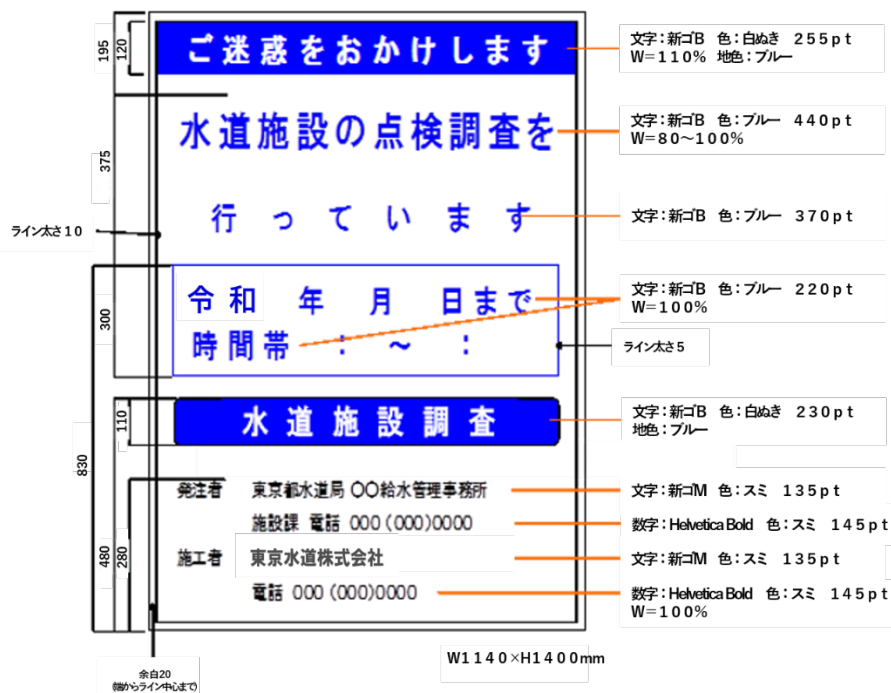 ご迷惑をおかけします
水道施設の点検調査を
行っています
令和　年　月　日まで
時間帯　：　～　：
水道施設調査
発注者　東京都水道局 〇〇給水管理事務所
施設課 電話 000 (000)0000
施工者　東京水道株式会社
電話 000 (000)0000
195
120
375
ライン太さ１０
300
830
110
480
280
余白20
(端からライン中心まで)
W１１４０×H１４００mm
文字：新ゴB　色：白ぬき　２５５pt
W＝１１０％　地色：ブルー
文字：新ゴB　色：ブルー　４４０pt
W＝８０～１００％
文字：新ゴB　色：ブルー　３７０pt
文字：新ゴB　色：ブルー　２２０pt
W＝１００％
ライン太さ５
文字：新ゴB　色：白ぬき　２３０pt
地色：ブルー
文字：新ゴM　色：スミ　１３５pt
数字：Helvetica Bold　色：スミ　１４５pt
文字：新ゴM　色：スミ　１３５pt
数字：Helvetica Bold　色：スミ　１４５pt
W＝１００％